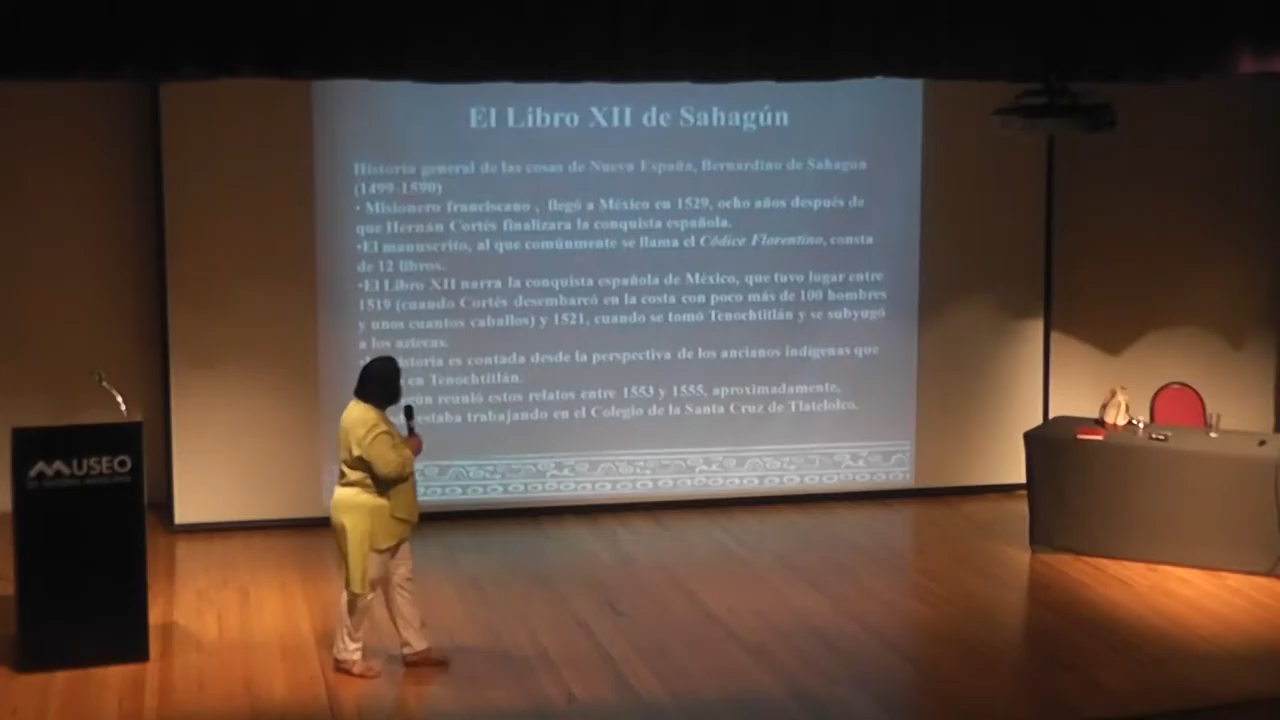 El Libro XII de Sahagún
Historia general de las cosas de Nueva España, Bernardino de Sahagun
(1499-1590)
• Misionero franciscano , llegó a México en 1529, ocho años después de
que Hernán Cortés finalizara la conquista española.
•El manuscrito, al que comúnmente se llama el Códice Florentino, consta
de 12 libros.
•El Libro XII narra la conquista española de México, que tuvo lugar entre
1519 (cuando Cortés desembarcó en la costa con poco más de 100 hombres
y unos cuantos caballos) y 1521, cuando se tomó Tenochtitlán y se subyugó
a los aztecas.
es contada desde la perspectiva de los ancianos indígenas que
en Tenochtitlán.
reunió estos relatos entre 1553 y 1555, aproximadamente,
estaba trabajando en el Colegio de la Santa Cruz de Tlatelolco.
MUSEO